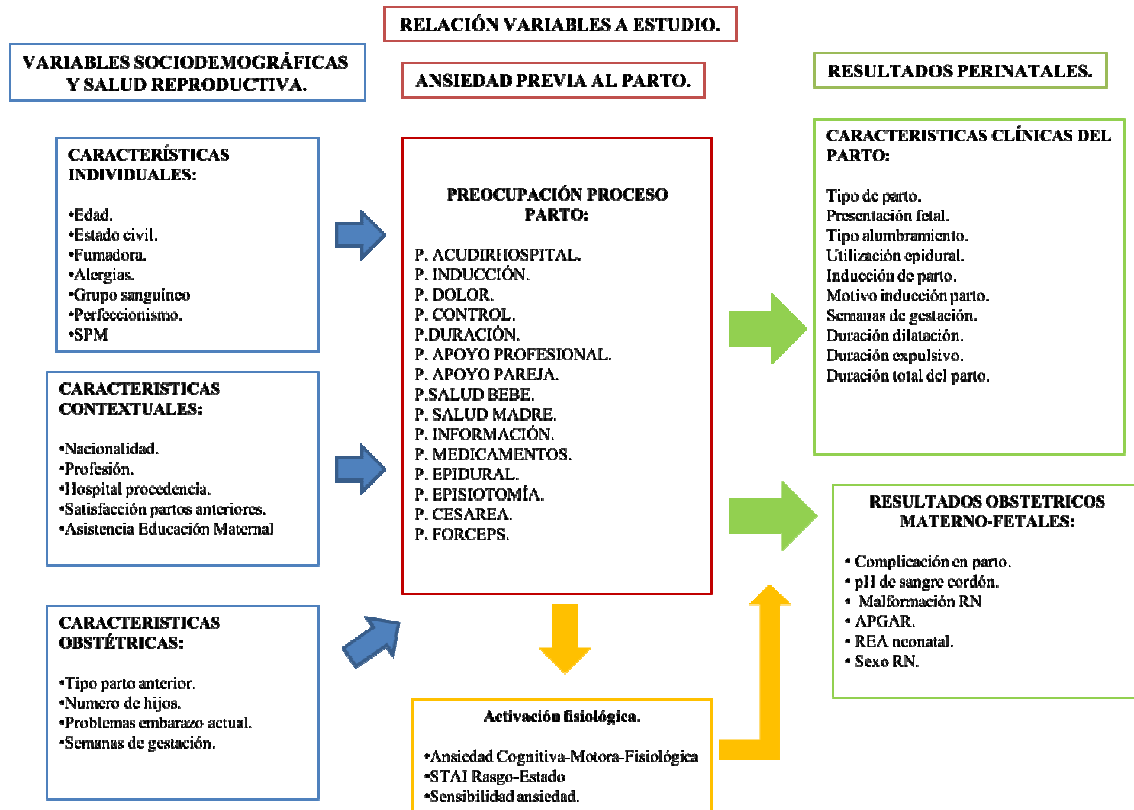 RELACIÓN VARIABLES A ESTUDIO.
VARIABLES SOCIODEMOGRÁFICAS
Y SALUD REPRODUCTIVA.
ANSIEDAD PREVIA AL PARTO.
RESULTADOS PERINATALES.
CARACTERÍSTICAS
INDIVIDUALES:
•Edad.
•Estado civil.
•Fumadora.
•Alergias.
•Grupo sanguíneo
•Perfeccionismo.
•SPM
CARACTERISTICAS
CONTEXTUALES:
•Nacionalidad.
•Profesión.
•Hospital procedencia.
•Satisfacción partos anteriores.
•Asistencia Educación Maternal
CARACTERISTICAS
OBSTÉTRICAS:
•Tipo parto anterior.
•Numero de hijos.
•Problemas embarazo actual.
•Semanas de gestación.
PREOCUPACIÓN PROCESO
PARTO:
P. ACUDIRHOSPITAL.
P. INDUCCIÓN.
P. DOLOR.
P. CONTROL.
P.DURACIÓN.
P. APOYO PROFESIONAL.
P. APOYO PAREJA.
P.SALUD BEBE.
P. SALUD MADRE.
P. INFORMACIÓN.
P. MEDICAMENTOS.
P. EPIDURAL.
P. EPISIOTOMÍA.
P. CESAREA.
P. FORCEPS.
Activación fisiológica.
•Ansiedad Cognitiva-Motora-Fisiológica
•STAI Rasgo-Estado
•Sensibilidad ansiedad.
CARACTERISTICAS CLÍNICAS DEL
PARTO:
Tipo de parto.
Presentación fetal.
Tipo alumbramiento.
Utilización epidural.
Inducción de parto.
Motivo inducción parto.
Semanas de gestación.
Duración dilatación.
Duración expulsivo.
Duración total del parto.
RESULTADOS OBSTETRICOS
MATERNO-FETALES:
• Complicación en parto.
• pH de sangre cordón.
• Malformación RN
• APGAR.
• REA neonatal.
• Sexo RN.